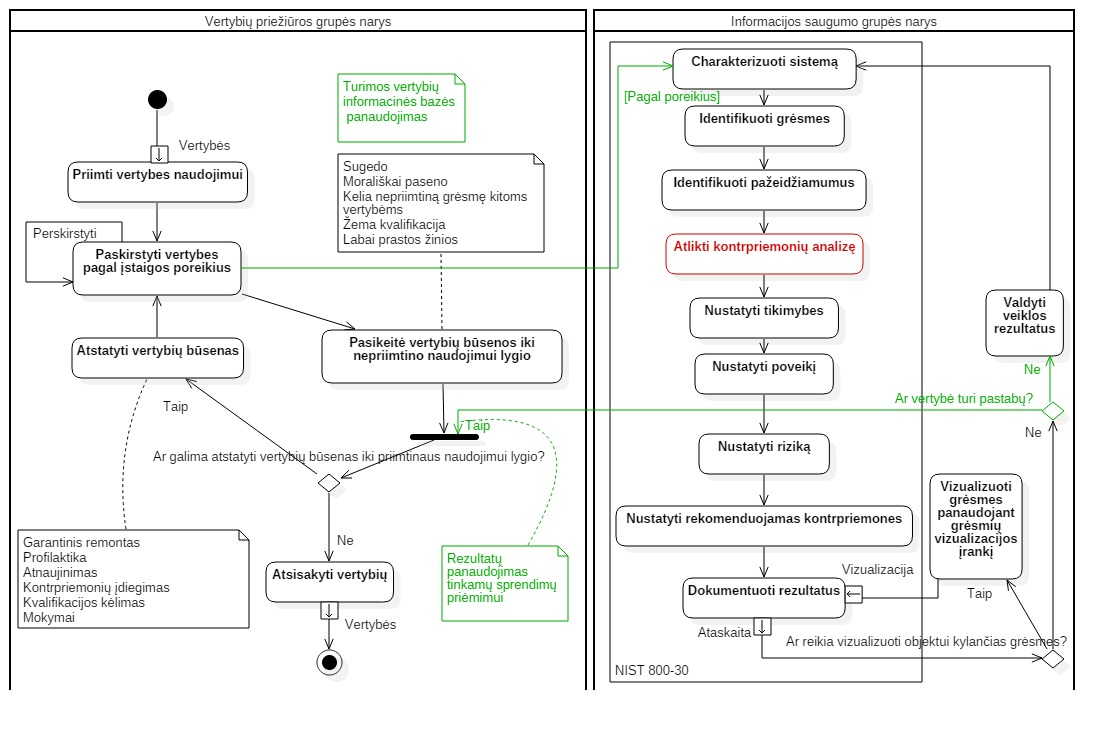 Vertybių priežiūros grupės narys
Vertybės
Priimti vertybes naudojimui
Perskirstyti
Paskirstyti vertybes
pagal įstaigos poreikius
Turimos vertybių
informacinės bazės
panaudojimas
Sugedo
Morališkai paseno
Kelia nepriimtiną grėsmę kitoms
vertybėms
Žema kvalifikacija
Labai prastos žinios
Atstatyti vertybių būsenas
Pasikeitė vertybių būsenos iki
nepriimtino naudojimui lygio
Taip
Taip
Ar galima atstatyti vertybių būsenas iki priimtinaus naudojimui lygio?
Ne
Garantinis remontas
Profilaktika
Atnaujinimas
Kontrpriemonių įdiegimas
Kvalifikacijos kėlimas
Mokymai
Atsisakyti vertybių
Vertybės
Rezultatų
panaudojimas
tinkamų sprendimų
priėmimui
Informacijos saugumo grupės narys
Charakterizuoti sistemą
[Pagal poreikius]
Identifikuoti grėsmes
Identifikuoti pažeidžiamumus
Atlikti kontrpriemonių analizę
Nustatyti tikimybes
Nustatyti poveikį
Valdyti
veiklos
rezultatus
Ne
Ar vertybė turi pastabų?
Ne
Nustatyti riziką
Nustatyti rekomenduojamas kontrpriemones
Vizualizuoti
grėsmes
panaudojant
grėsmių
vizualizacijos
įrankį
Vizualizacija
Dokumentuoti rezultatus
Taip
Ataskaita
Ar reikia vizualizuoti objektui kylančias grėsmes?
NIST 800-30